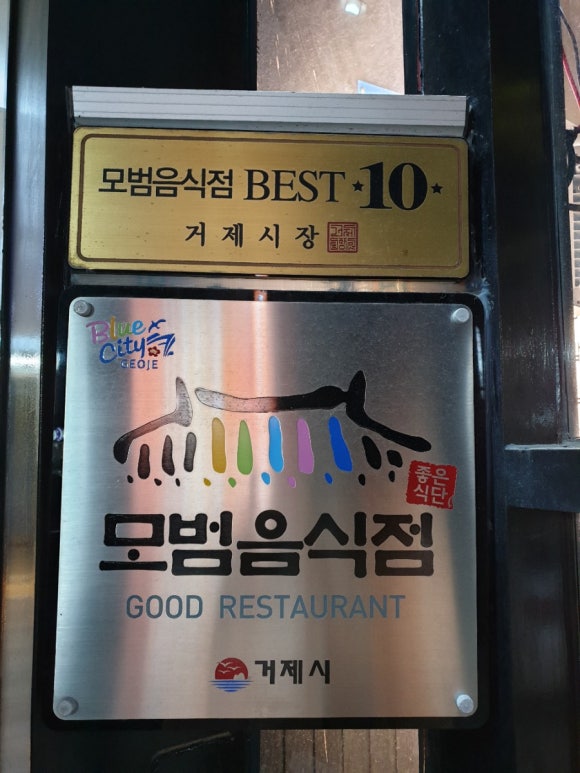 모범음식점 BEST ★10★
거제시장
Blue
City
GEOJE
좋은
식단
모범음식점
GOOD RESTAURANT
거제시